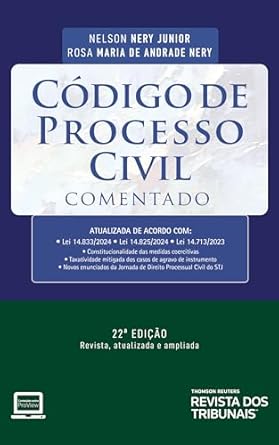 NELSON NERY JUNIOR
ROSA MARIA DE ANDRADE NERY
CÓDIGO DE
PROCESSO
CIVIL
COMENTADO
ATUALIZADA DE ACORDO COM:
• Lei 14.833/2024 • Lei 14.825/2024 • Lei 14.713/2023
• Constitucionalidade das medidas coercitivas
• Taxatividade mitigada dos casos de agravo de instrumento
• Novos enunciados da Jornada de Direito Processual Civil do STJ
22ª EDIÇÃO
Revista, atualizada e ampliada
THOMSON REUTERS
REVISTA DOS
TRIBUNAIS™